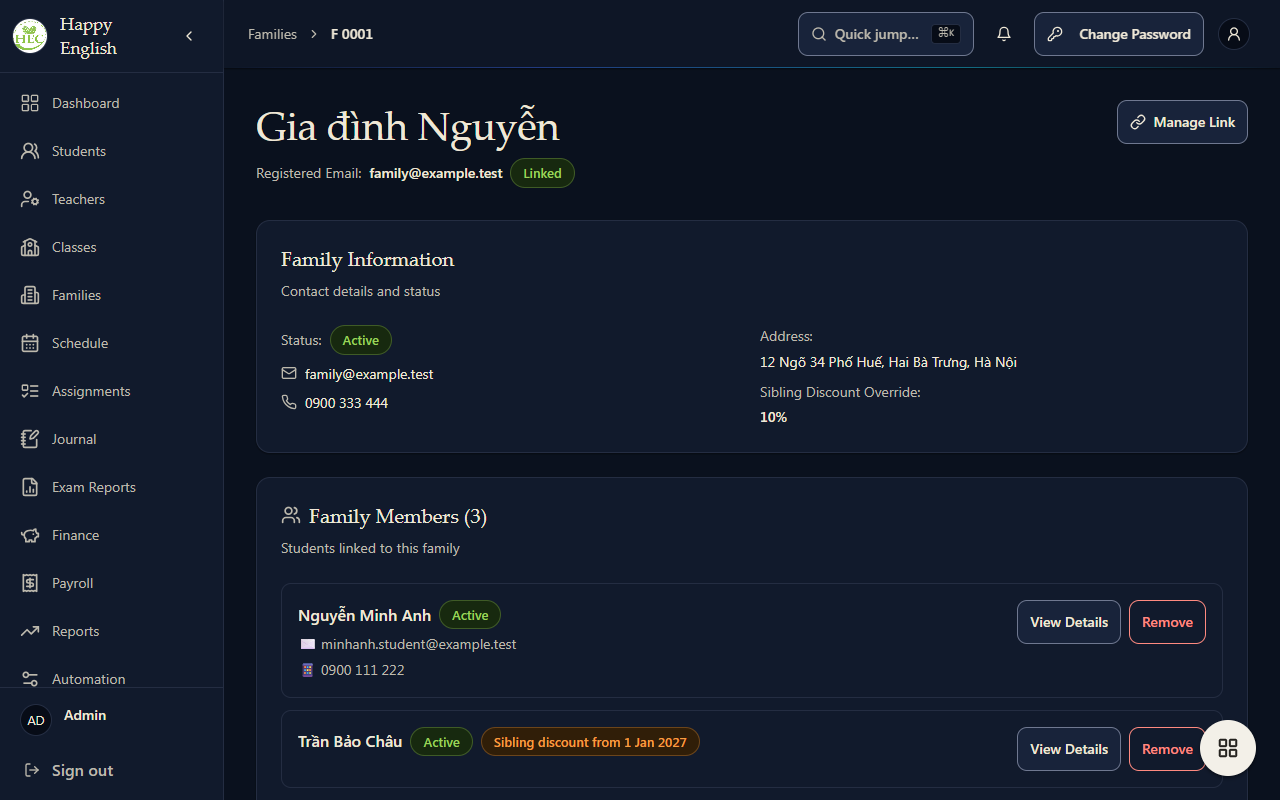 Happy
English
HEC
Families > F 0001
Quick jump... ⌘K
Change Password
Dashboard
Students
Teachers
Classes
Families
Schedule
Assignments
Journal
Exam Reports
Finance
Payroll
Reports
Automation
AD Admin
Sign out
Gia đình Nguyễn
Manage Link
Registered Email: family@example.test Linked
Family Information
Contact details and status
Status: Active
family@example.test
0900 333 444
Address:
12 Ngõ 34 Phố Huế, Hai Bà Trưng, Hà Nội
Sibling Discount Override:
10%
Family Members (3)
Students linked to this family
Nguyễn Minh Anh Active
minhanh.student@example.test
0900 111 222
View Details Remove
Trần Bảo Châu Active Sibling discount from 1 Jan 2027
View Details Remove